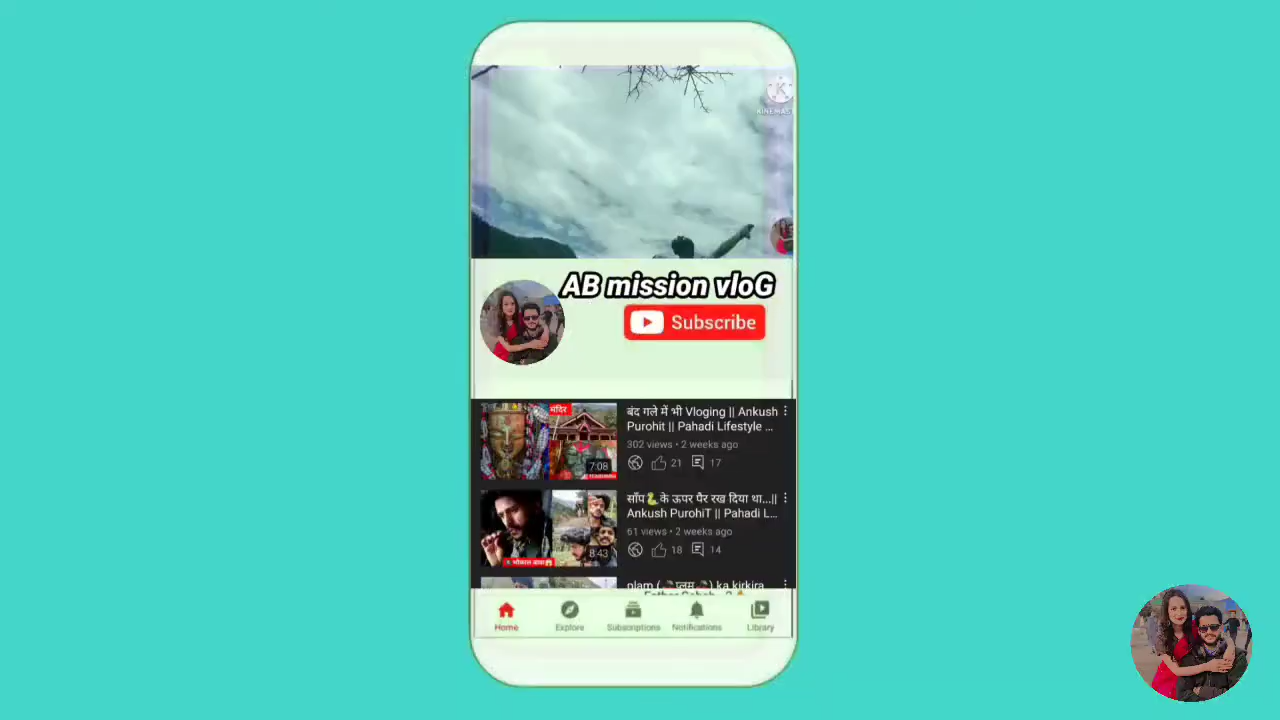 KINEMAS
AB mission vloG
Subscribe
मंदिर
7:08
बंद गले में भी Vloging || Ankush
Purohit || Pahadi Lifestyle ...
302 views • 2 weeks ago
21
17
8:43
साँप🐍के ऊपर पैर रख दिया था...||
Ankush PurohiT || Pahadi L...
61 views • 2 weeks ago
18
14
Home
Explore
Subscriptions
Notifications
Library